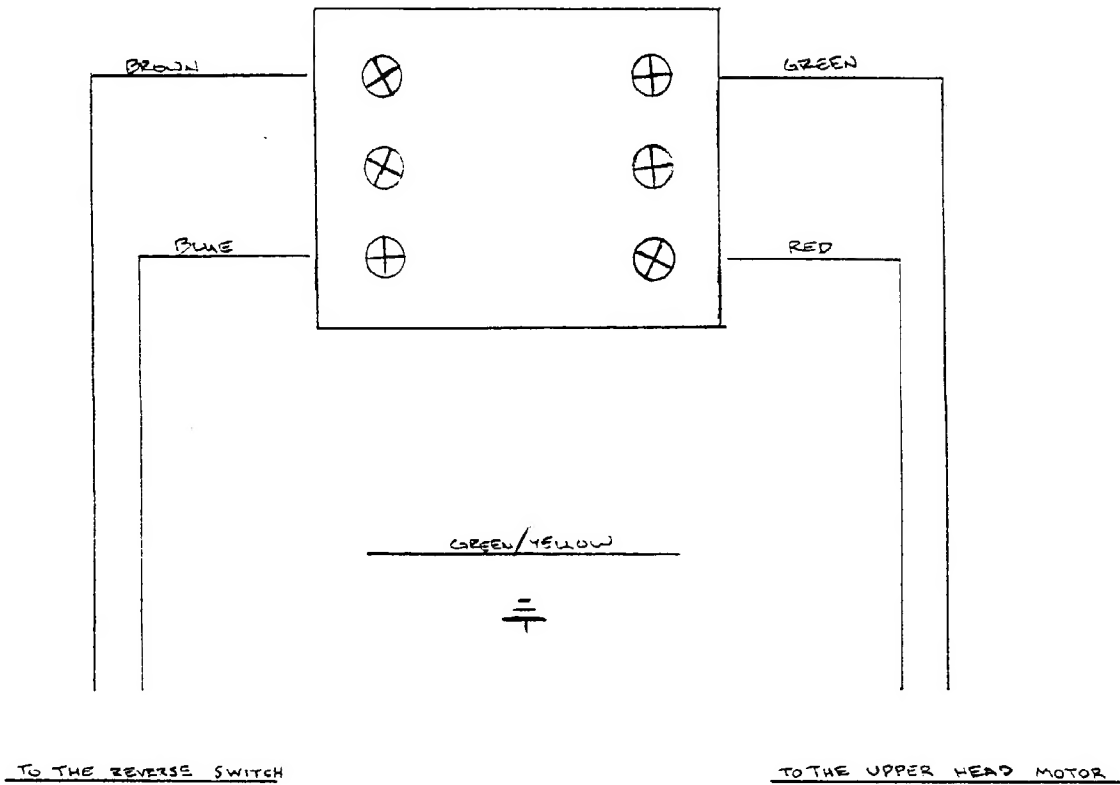 BROWN
GREEN
BLUE
RED
GREEN/YELLOW
TO THE REVERSE SWITCH
TO THE UPPER HEAD MOTOR